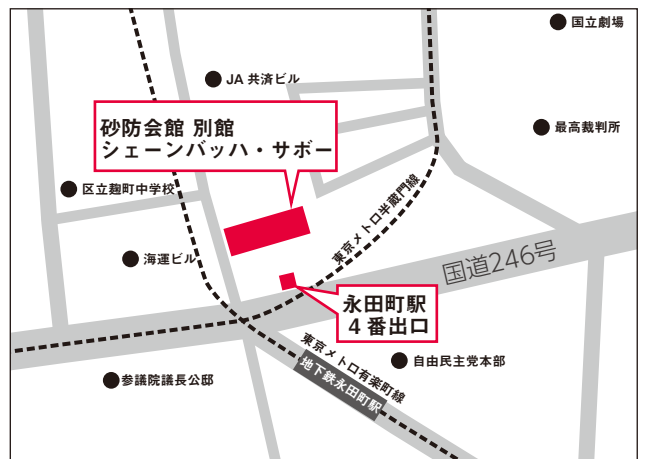 国立劇場
JA 共済ビル
砂防会館 別館
シェーンバッハ・サボー
最高裁判所
区立麹町中学校
東京メトロ半蔵門線
海運ビル
国道246号
永田町駅
4番出口
東京メトロ有楽町線
地下鉄永田町駅
自由民主党本部
参議院議長公邸